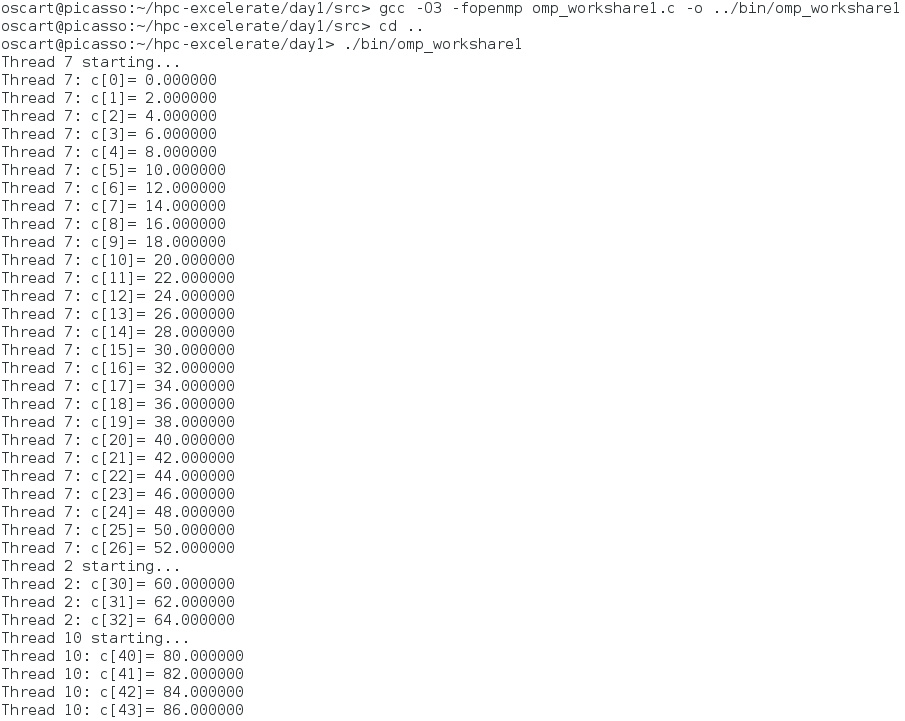 oscart@picasso:~/hpc-excelerate/day1/src> gcc -O3 -fopenmp omp_workshare1.c -o ../bin/omp_workshare1
oscart@picasso:~/hpc-excelerate/day1/src> cd ..
oscart@picasso:~/hpc-excelerate/day1> ./bin/omp_workshare1
Thread 7 starting...
Thread 7: c[0]= 0.000000
Thread 7: c[1]= 2.000000
Thread 7: c[2]= 4.000000
Thread 7: c[3]= 6.000000
Thread 7: c[4]= 8.000000
Thread 7: c[5]= 10.000000
Thread 7: c[6]= 12.000000
Thread 7: c[7]= 14.000000
Thread 7: c[8]= 16.000000
Thread 7: c[9]= 18.000000
Thread 7: c[10]= 20.000000
Thread 7: c[11]= 22.000000
Thread 7: c[12]= 24.000000
Thread 7: c[13]= 26.000000
Thread 7: c[14]= 28.000000
Thread 7: c[15]= 30.000000
Thread 7: c[16]= 32.000000
Thread 7: c[17]= 34.000000
Thread 7: c[18]= 36.000000
Thread 7: c[19]= 38.000000
Thread 7: c[20]= 40.000000
Thread 7: c[21]= 42.000000
Thread 7: c[22]= 44.000000
Thread 7: c[23]= 46.000000
Thread 7: c[24]= 48.000000
Thread 7: c[25]= 50.000000
Thread 7: c[26]= 52.000000
Thread 2 starting...
Thread 2: c[30]= 60.000000
Thread 2: c[31]= 62.000000
Thread 2: c[32]= 64.000000
Thread 10 starting...
Thread 10: c[40]= 80.000000
Thread 10: c[41]= 82.000000
Thread 10: c[42]= 84.000000
Thread 10: c[43]= 86.000000